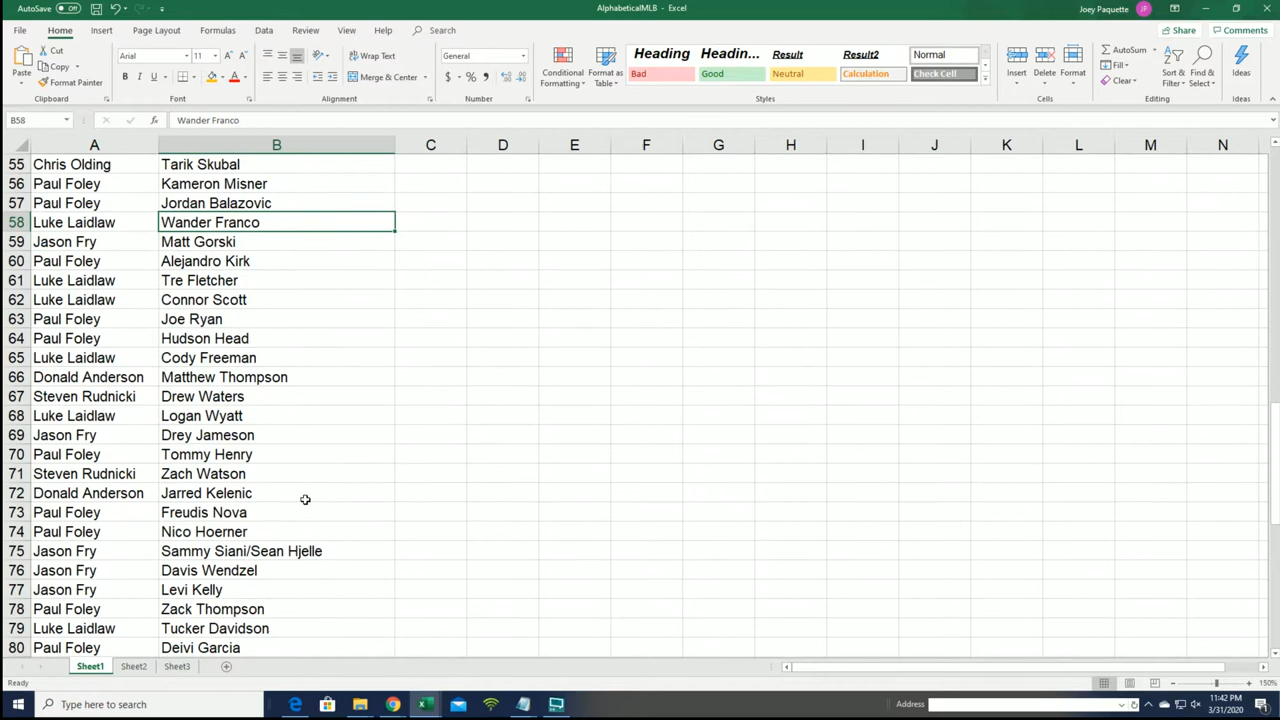 AutoSave Off
AlphabeticalMLB - Excel
Joey Paquette JP
File Home Insert Page Layout Formulas Data Review View Help Search Share Comments
Paste Cut Copy Format Painter
Clipboard
Arial 11 A A
B I U
Font
Wrap Text
Merge & Center
Alignment
General
$ % ,
Number
Conditional Formatting
Format as Table
Heading Headin... Result Result2 Normal
Bad Good Neutral Calculation Check Cell
Styles
Insert Delete Format
Cells
AutoSum
Fill
Clear
Sort & Filter
Find & Select
Editing
Ideas
Ideas
B58 fx Wander Franco
A B C D E F G H I J K L M N
55 Chris Olding Tarik Skubal
56 Paul Foley Kameron Misner
57 Paul Foley Jordan Balazovic
58 Luke Laidlaw Wander Franco
59 Jason Fry Matt Gorski
60 Paul Foley Alejandro Kirk
61 Luke Laidlaw Tre Fletcher
62 Luke Laidlaw Connor Scott
63 Paul Foley Joe Ryan
64 Paul Foley Hudson Head
65 Luke Laidlaw Cody Freeman
66 Donald Anderson Matthew Thompson
67 Steven Rudnicki Drew Waters
68 Luke Laidlaw Logan Wyatt
69 Jason Fry Drey Jameson
70 Paul Foley Tommy Henry
71 Steven Rudnicki Zach Watson
72 Donald Anderson Jarred Kelenic
73 Paul Foley Freudis Nova
74 Paul Foley Nico Hoerner
75 Jason Fry Sammy Siani/Sean Hjelle
76 Jason Fry Davis Wendzel
77 Jason Fry Levi Kelly
78 Paul Foley Zack Thompson
79 Luke Laidlaw Tucker Davidson
80 Paul Foley Deivi Garcia
Sheet1 Sheet2 Sheet3
Ready 150%
Type here to search
Address
11:42 PM
3/31/2020